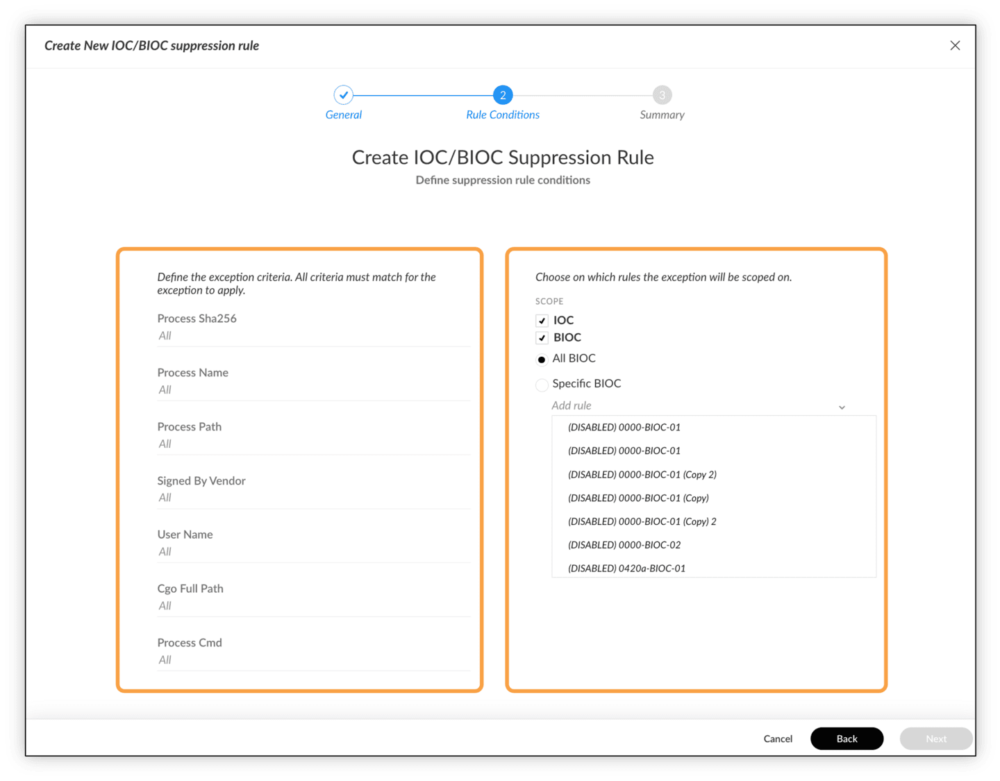 Create New IOC/BIOC suppression rule
2
3
General
Rule Conditions
Summary
Create IOC/BIOC Suppression Rule
Define suppression rule conditions
Define the exception criteria. All criteria must match for the
exception to apply.
Process Sha256
All
Process Name
All
Process Path
All
Signed By Vendor
All
User Name
All
Cgo Full Path
All
Process Cmd
All
Choose on which rules the exception will be scoped on.
SCOPE
IOC
BIOC
All BIOC
Specific BIOC
Add rule
(DISABLED) 0000-BIOC-01
(DISABLED) 0000-BIOC-01
(DISABLED) 0000-BIOC-01 (Copy 2)
(DISABLED) 0000-BIOC-01 (Copy)
(DISABLED) 0000-BIOC-01 (Copy) 2
(DISABLED) 0000-BIOC-02
(DISABLED) 0420a-BIOC-01
Cancel
Back
Next